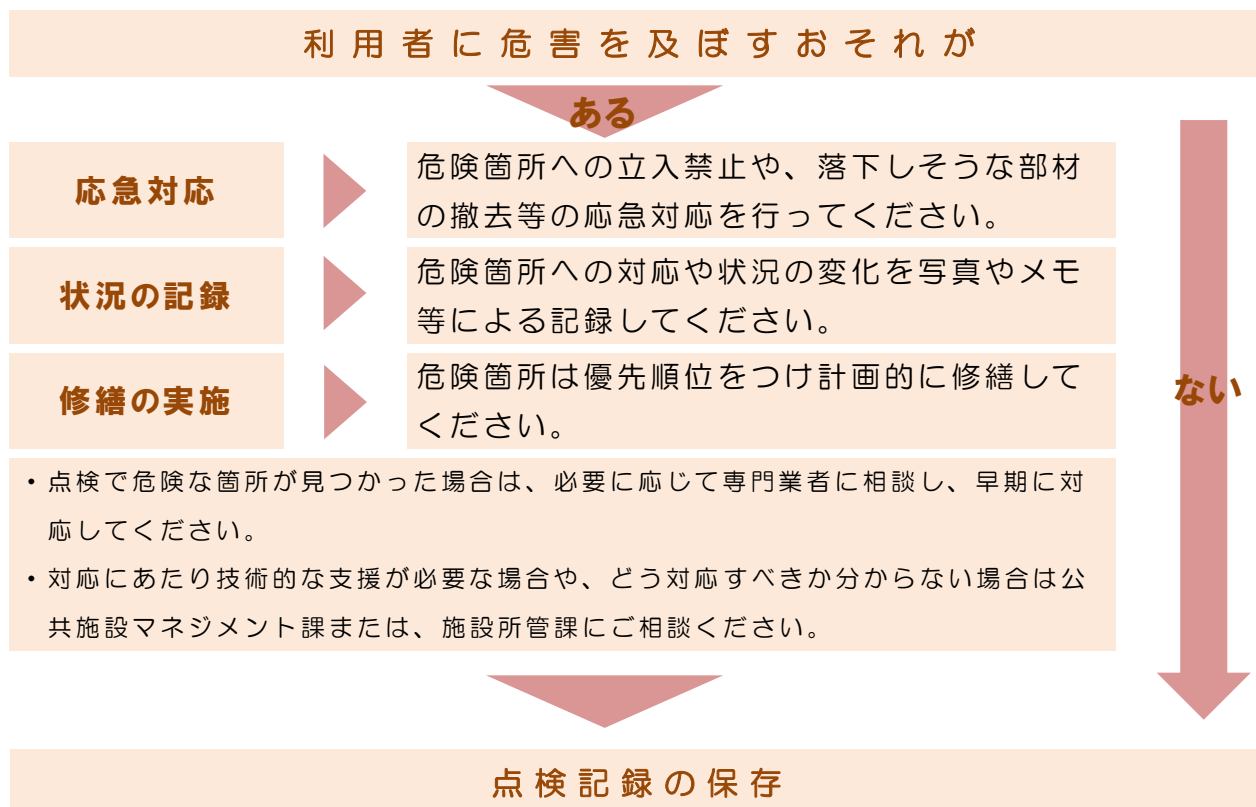 利用者に危害を及ぼすおそれが
ある
応急対応
危険箇所への立入禁止や、落下しそうな部材
の撤去等の応急対応を行ってください。
状況の記録
危険箇所への対応や状況の変化を写真やメモ
等による記録してください。
修繕の実施
危険箇所は優先順位をつけ計画的に修繕して
ください。
ない
・点検で危険な箇所が見つかった場合は、必要に応じて専門業者に相談し、早期に対
応してください。
・対応にあたり技術的な支援が必要な場合や、どう対応すべきか分からない場合は公
共施設マネジメント課または、施設所管課にご相談ください。
点検記録の保存